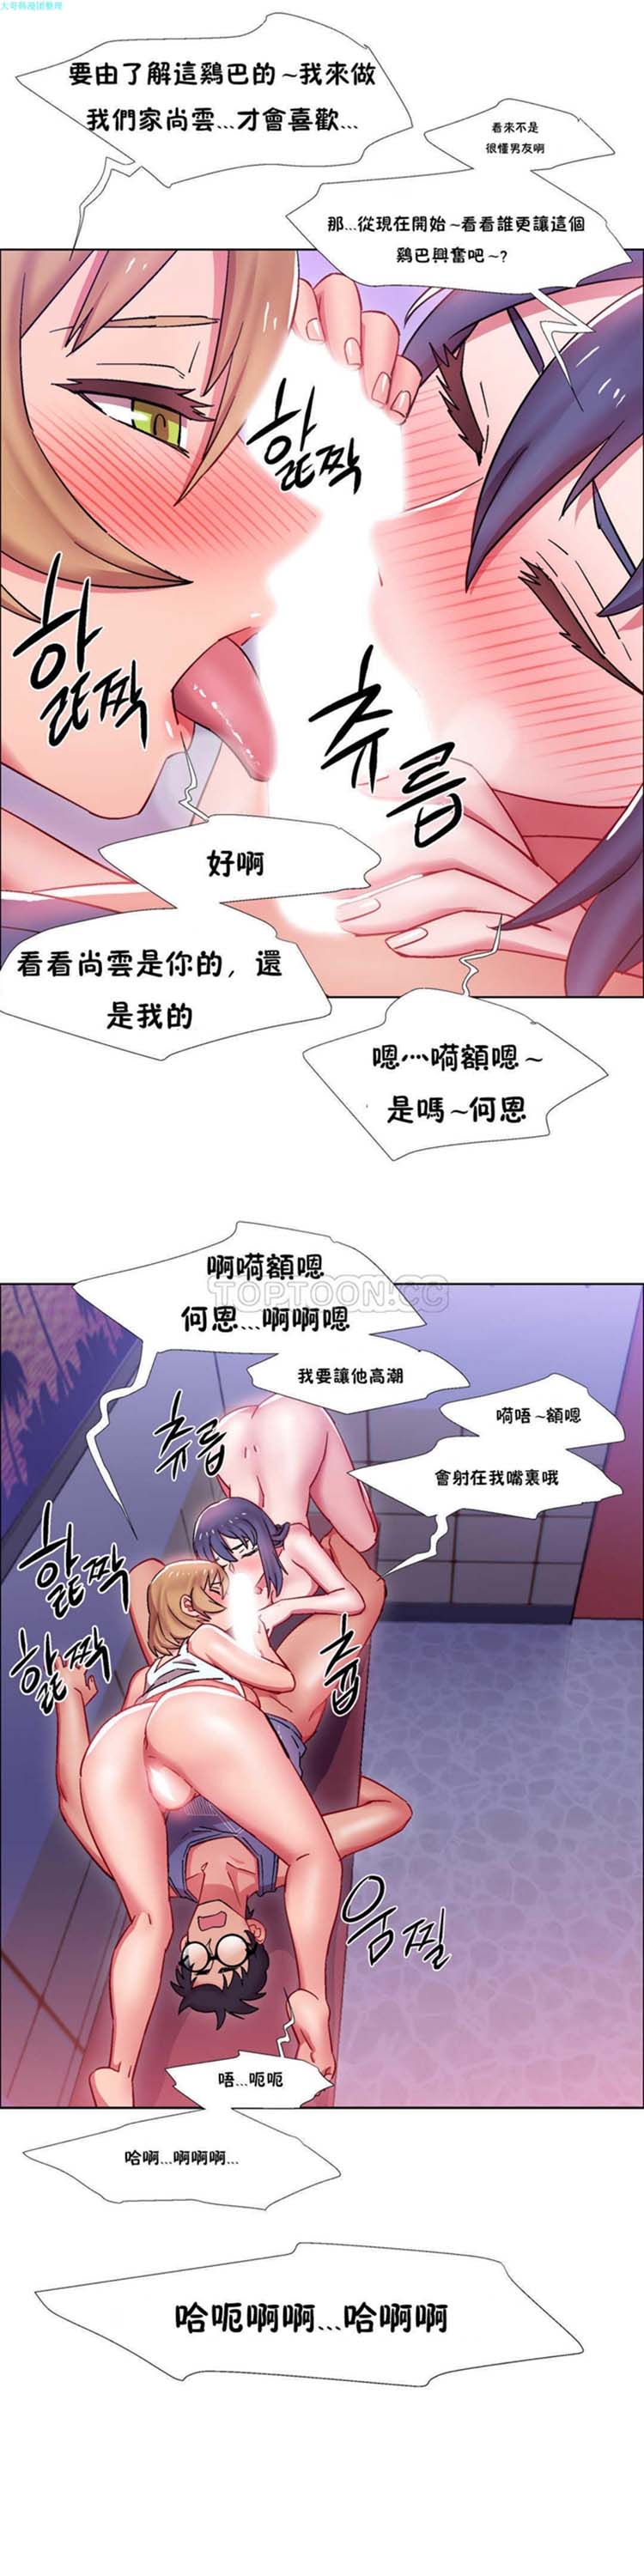 大哥韩漫团整理
要由了解這鷄巴的~我來做
我們家尚雲...才會喜歡...
看來不是
很懂男友啊
那...從現在開始~看看誰更讓這個
鷄巴興奮吧~?
할짝
할짝
츄릅
好啊
看看尚雲是你的，還
是我的
嗯...嗬額嗯~
是嗎~何恩
啊嗬額嗯
TOPTOON.CC
何恩...啊啊嗯
我要讓他高潮
嗬唔~額嗯
會射在我嘴裏哦
츄릅
할짝
할짝
츕
움찔
唔...呃呃
哈啊...啊啊啊...
哈呃啊啊...哈啊啊